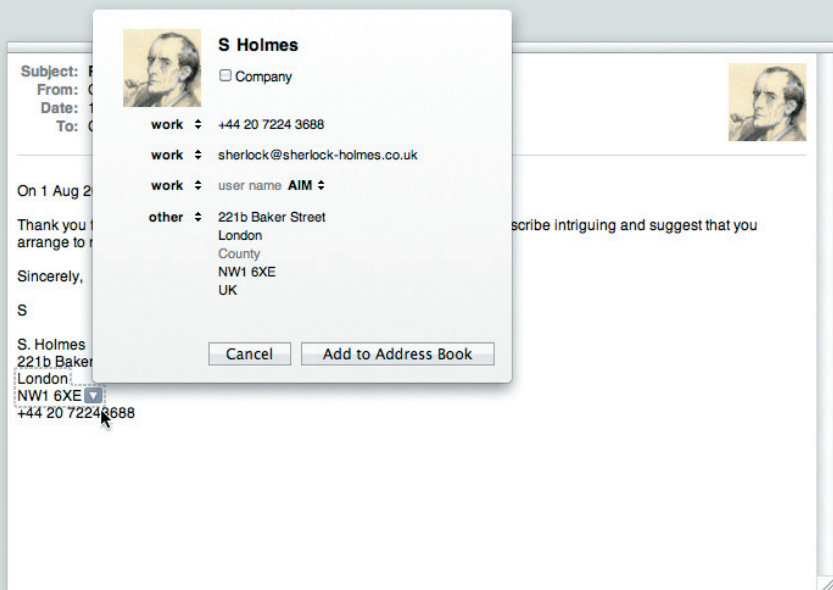 S Holmes
Company
work +44 20 7224 3688
work sherlock@sherlock-holmes.co.uk
work user name AIM
other 221b Baker Street
London
County
NW1 6XE
UK
Cancel Add to Address Book
Subject:
From:
Date: 1
To:
On 1 Aug
Thank you scribe intriguing and suggest that you
arrange to
Sincerely,
S
S. Holmes
221b Baker
London
NW1 6XE
+44 20 72243688